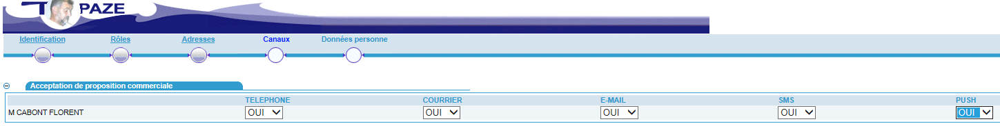 T PAZE
Identification Rôles Adresses Canaux Données personne
Acceptation de proposition commerciale
TELEPHONE COURRIER E-MAIL SMS PUSH
M CABONT FLORENT OUI OUI OUI OUI OUI